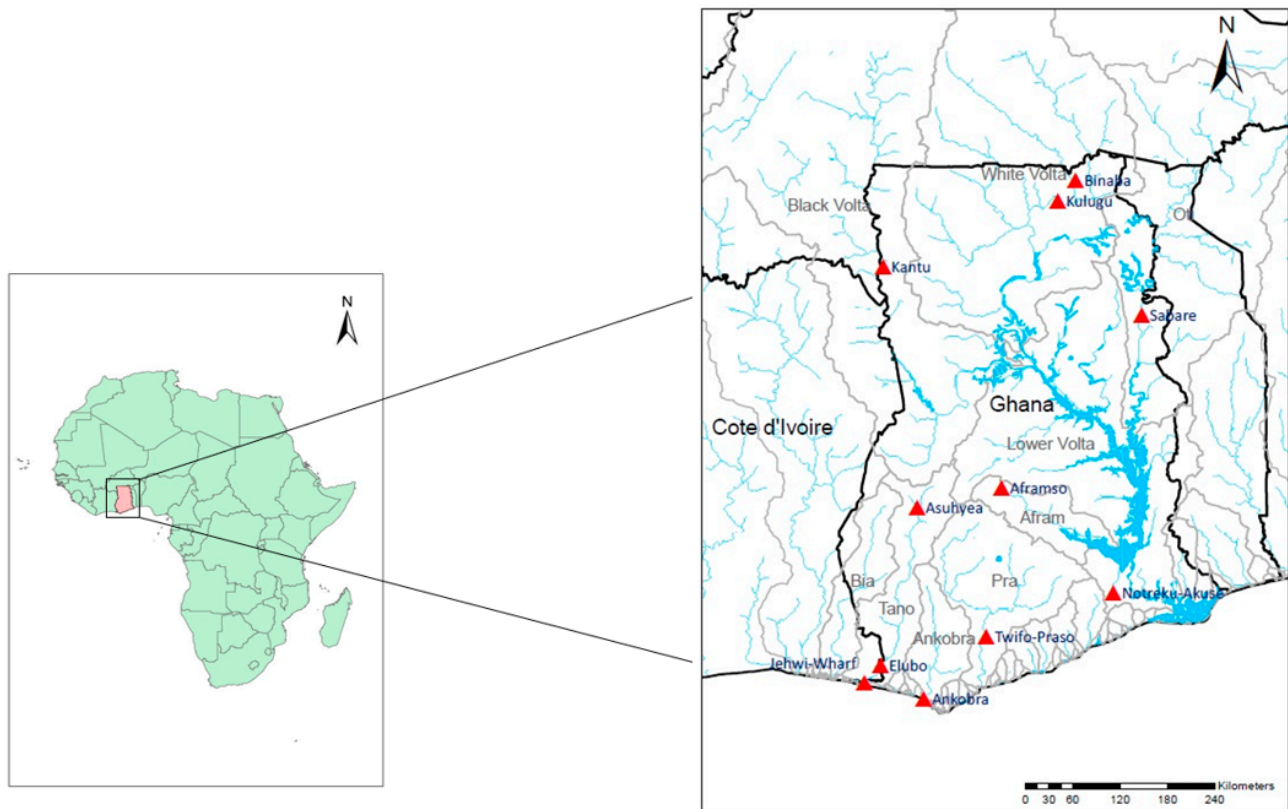 N
N
White Volta
Binaba
Kulugu
Black Volta
Oti
Kantu
Sabare
Ghana
Cote d'Ivoire
Lower Volta
Aframso
Asuhyea
Afram
Bia
Pra
Notreku-Akuse
Tano
Ankobra
Twifo-Praso
Jehwi-Wharf
Elubo
Ankobra
Kilometers
0 30 60 120 180 240